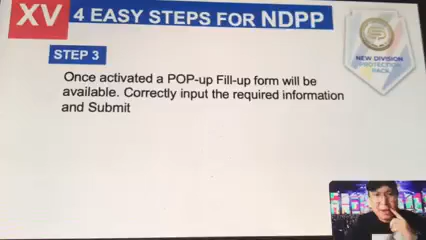 XV 4 EASY STEPS FOR NDPP
NEW DIVISION
PROTECTION
PACK
STEP 3
Once activated a POP-up Fill-up form will be
available. Correctly input the required information
and Submit